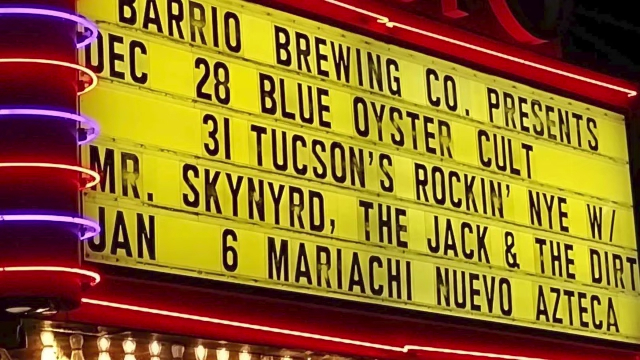 BARRIO BREWING CO. PRESENTS
DEC 28 BLUE OYSTER CULT
31 TUCSON'S ROCKIN' NYE W/
MR. SKYNYRD, THE JACK & THE DIRT
JAN 6 MARIACHI NUEVO AZTECA